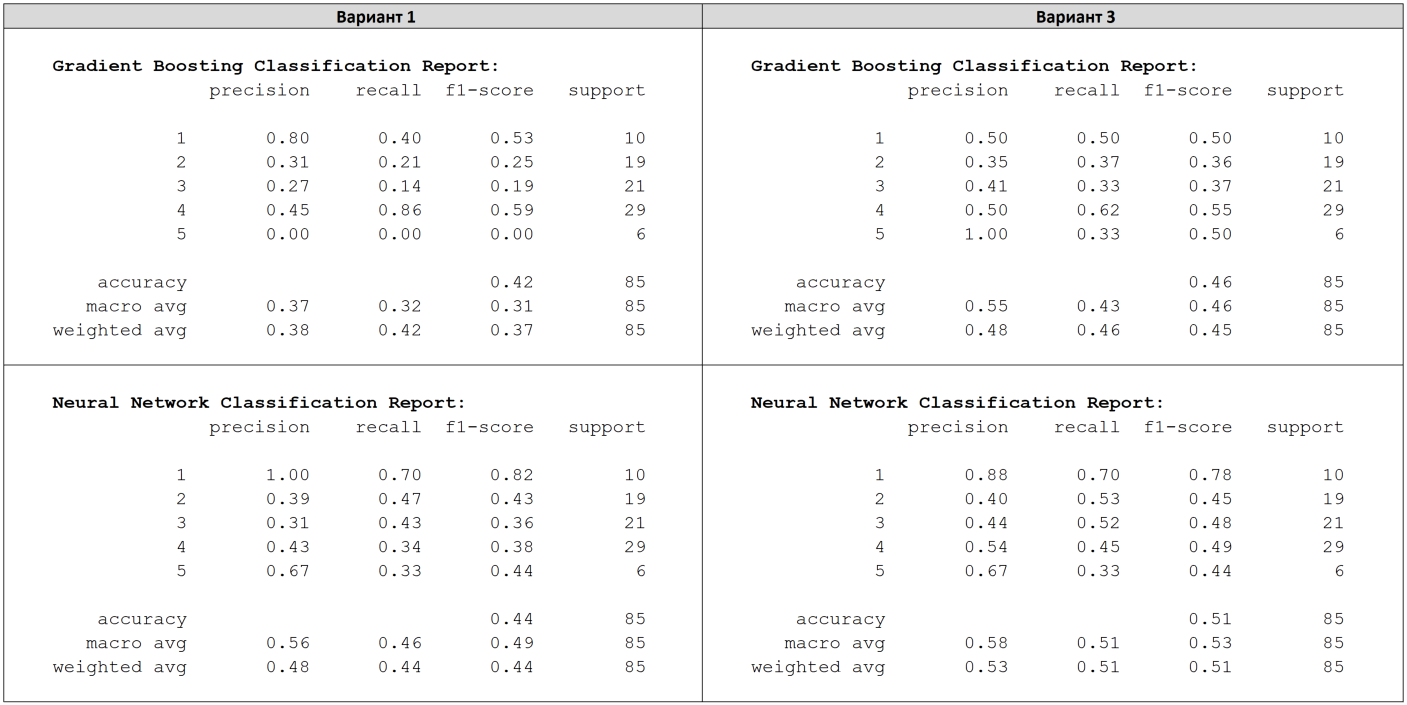 Вариант 1
Вариант 3
Gradient Boosting Classification Report:
precision recall f1-score support
1 0.80 0.40 0.53 10
2 0.31 0.21 0.25 19
3 0.27 0.14 0.19 21
4 0.45 0.86 0.59 29
5 0.00 0.00 0.00 6
accuracy 0.42 85
macro avg 0.37 0.32 0.31 85
weighted avg 0.38 0.42 0.37 85
Gradient Boosting Classification Report:
precision recall f1-score support
1 0.50 0.50 0.50 10
2 0.35 0.37 0.36 19
3 0.41 0.33 0.37 21
4 0.50 0.62 0.55 29
5 1.00 0.33 0.50 6
accuracy 0.46 85
macro avg 0.55 0.43 0.46 85
weighted avg 0.48 0.46 0.45 85
Neural Network Classification Report:
precision recall f1-score support
1 1.00 0.70 0.82 10
2 0.39 0.47 0.43 19
3 0.31 0.43 0.36 21
4 0.43 0.34 0.38 29
5 0.67 0.33 0.44 6
accuracy 0.44 85
macro avg 0.56 0.46 0.49 85
weighted avg 0.48 0.44 0.44 85
Neural Network Classification Report:
precision recall f1-score support
1 0.88 0.70 0.78 10
2 0.40 0.53 0.45 19
3 0.44 0.52 0.48 21
4 0.54 0.45 0.49 29
5 0.67 0.33 0.44 6
accuracy 0.51 85
macro avg 0.58 0.51 0.53 85
weighted avg 0.53 0.51 0.51 85